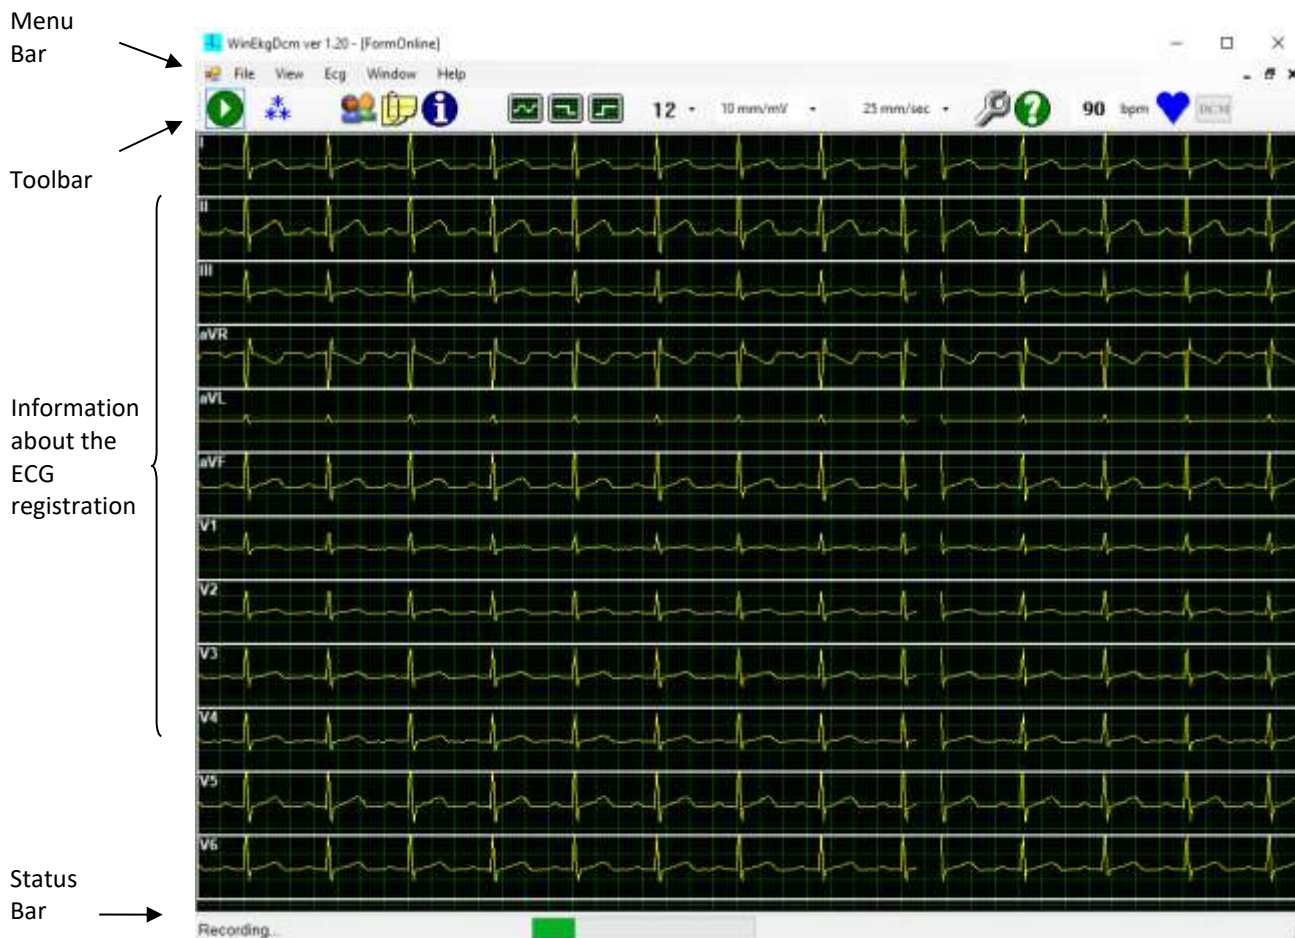 Menu
Bar
WinEkgDcm ver 1.20 - [FormOnline]
File View Ecg Window Help
12 10 mm/mV 25 mm/sec 90 bpm DCM
Toolbar
I
II
III
aVR
aVL
Information
about the
ECG
registration
aVF
V1
V2
V3
V4
V5
V6
Status
Bar
Recording...